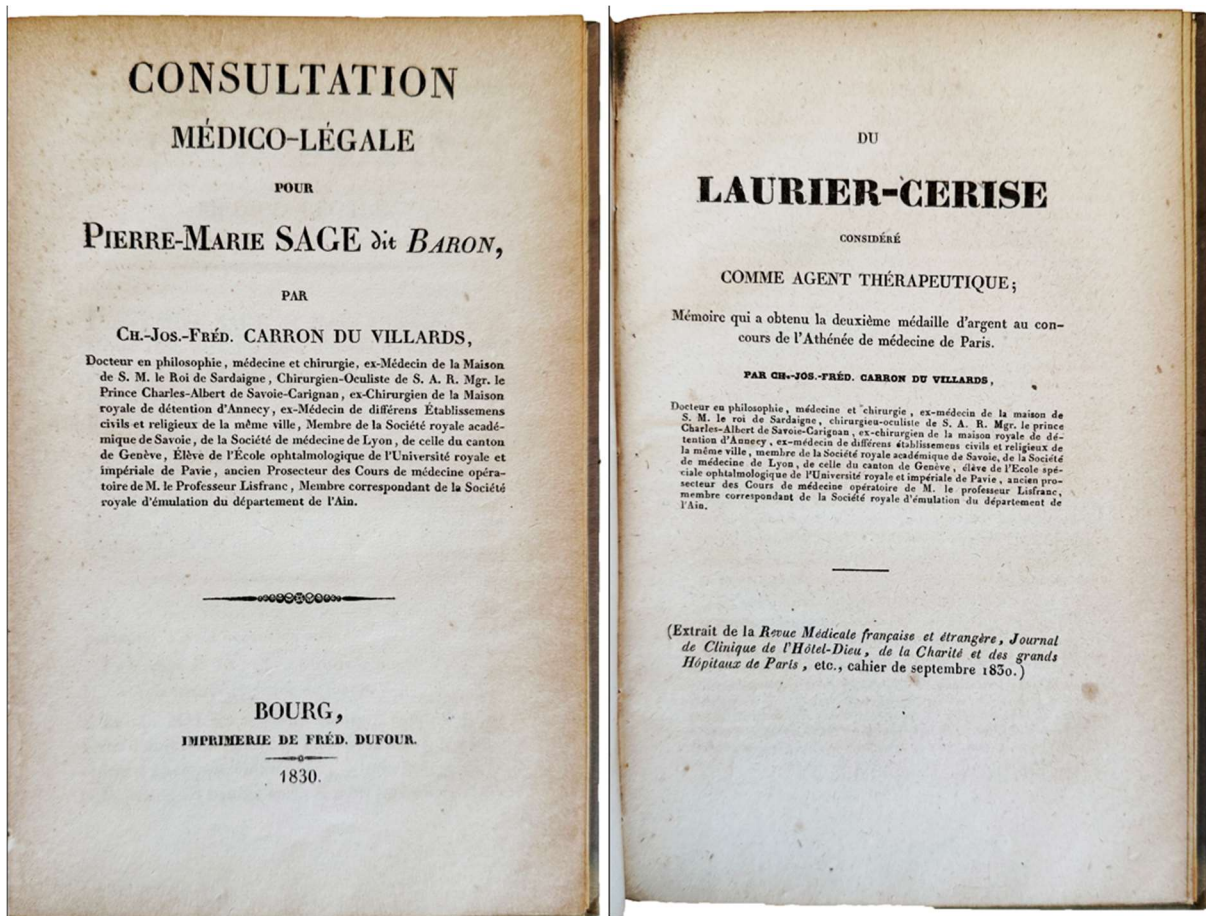 CONSULTATION
MÉDICO-LÉGALE
POUR
PIERRE-MARIE SAGE dit BARON,
PAR
CH.-JOS.-FRÉD. CARRON DU VILLARDS,
Docteur en philosophie, médecine et chirurgie, ex-Médecin de la Maison
de S. M. le Roi de Sardaigne, Chirurgien-Oculiste de S. A. R. Mgr. le
Prince Charles-Albert de Savoie-Carignan, ex-Chirurgien de la Maison
royale de détention d'Annecy, ex-Médecin de différens Établissemens
civils et religieux de la même ville, Membre de la Société royale acadé-
mique de Savoie, de la Société de médecine de Lyon, de celle du canton
de Genève, Élève de l'École ophtalmologique de l'Université royale et
impériale de Pavie, ancien Prosecteur des Cours de médecine opéra-
toire de M. le Professeur Lisfranc, Membre correspondant de la Société
royale d'émulation du département de l'Ain.
BOURG,
IMPRIMERIE DE FRÉD. DUFOUR.
1830.
DU
LAURIER-CERISE
CONSIDÉRÉ
COMME AGENT THÉRAPEUTIQUE;
Mémoire qui a obtenu la deuxième médaille d'argent au con-
cours de l'Athénée de médecine de Paris.
PAR CH.-JOS.-FRÉD. CARRON DU VILLARDS,
Docteur en philosophie, médecine et chirurgie, ex-médecin de la maison de
S. M. le roi de Sardaigne, chirurgien-oculiste de S. A. R. Mgr. le prince
Charles-Albert de Savoie-Carignan, ex-chirurgien de la maison royale de dé-
tention d'Annecy, ex-médecin de différens établissemens civils et religieux de
la même ville, membre de la Société royale académique de Savoie, de la Société
de médecine de Lyon, de celle du canton de Genève, élève de l'Ecole spé-
ciale ophtalmologique de l'Université royale et impériale de Pavie, ancien pro-
secteur des Cours de médecine opératoire de M. le professeur Lisfranc,
membre correspondant de la Société royale d'émulation du département de
l'Ain.
(Extrait de la Revue Médicale française et étrangère, Journal
de Clinique de l'Hôtel-Dieu, de la Charité et des grands
Hôpitaux de Paris, etc., cahier de septembre 1830.)